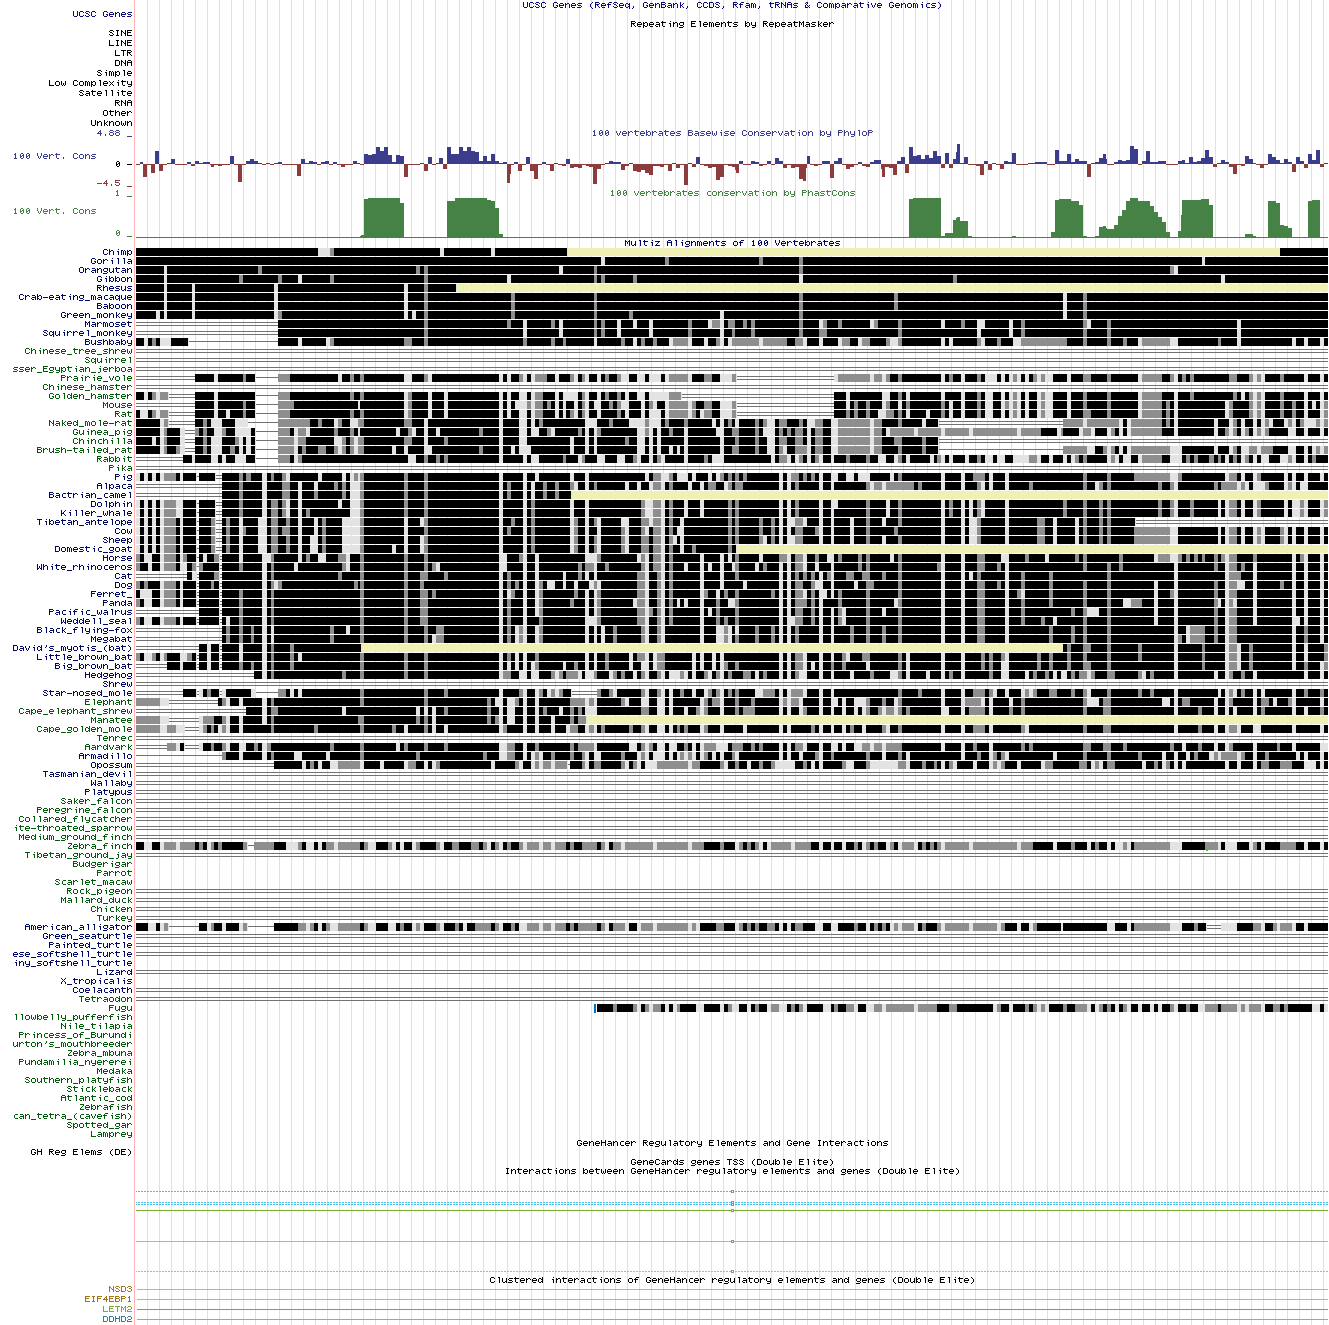 UCSC Genes (RefSeq, GenBank, CCDS, Rfam, tRNAs & Comparative Genomics)
UCSC Genes
Repeating Elements by RepeatMasker
SINE
LINE
LTR
DNA
Simple
Low Complexity
Satellite
RNA
Other
Unknown
100 vertebrates Basewise Conservation by PhyloP
4.88 _
100 Vert. Cons
0 _
-4.5 _
100 vertebrates conservation by PhastCons
1 _
100 Vert. Cons
0 _
Multiz Alignments of 100 Vertebrates
Chimp
Gorilla
Orangutan
Gibbon
Rhesus
Crab-eating_macaque
Baboon
Green_monkey
Marmoset
Squirrel_monkey
Bushbaby
Chinese_tree_shrew
Squirrel
sser_Egyptian_jerboa
Prairie_vole
Chinese_hamster
Golden_hamster
Mouse
Rat
Naked_mole-rat
Guinea_pig
Chinchilla
Brush-tailed_rat
Rabbit
Pika
Pig
Alpaca
Bactrian_camel
Dolphin
Killer_whale
Tibetan_antelope
Cow
Sheep
Domestic_goat
Horse
White_rhinoceros
Cat
Dog
Ferret_
Panda
Pacific_walrus
Weddell_seal
Black_flying-fox
Megabat
David's_myotis_(bat)
Little_brown_bat
Big_brown_bat
Hedgehog
Shrew
Star-nosed_mole
Elephant
Cape_elephant_shrew
Manatee
Cape_golden_mole
Tenrec
Aardvark
Armadillo
Opossum
Tasmanian_devil
Wallaby
Platypus
Saker_falcon
Peregrine_falcon
Collared_flycatcher
ite-throated_sparrow
Medium_ground_finch
Zebra_finch
Tibetan_ground_jay
Budgerigar
Parrot
Scarlet_macaw
Rock_pigeon
Mallard_duck
Chicken
Turkey
American_alligator
Green_seaturtle
Painted_turtle
ese_softshell_turtle
iny_softshell_turtle
Lizard
X_tropicalis
Coelacanth
Tetraodon
Fugu
llowbelly_pufferfish
Nile_tilapia
Princess_of_Burundi
urton's_mouthbreeder
Zebra_mbuna
Pundamilia_nyererei
Medaka
Southern_platyfish
Stickleback
Atlantic_cod
Zebrafish
can_tetra_(cavefish)
Spotted_gar
Lamprey
GeneHancer Regulatory Elements and Gene Interactions
GH Reg Elems (DE)
GeneCards genes TSS (Double Elite)
Interactions between GeneHancer regulatory elements and genes (Double Elite)
Clustered interactions of GeneHancer regulatory elements and genes (Double Elite)
NSD3
EIF4EBP1
LETM2
DDHD2